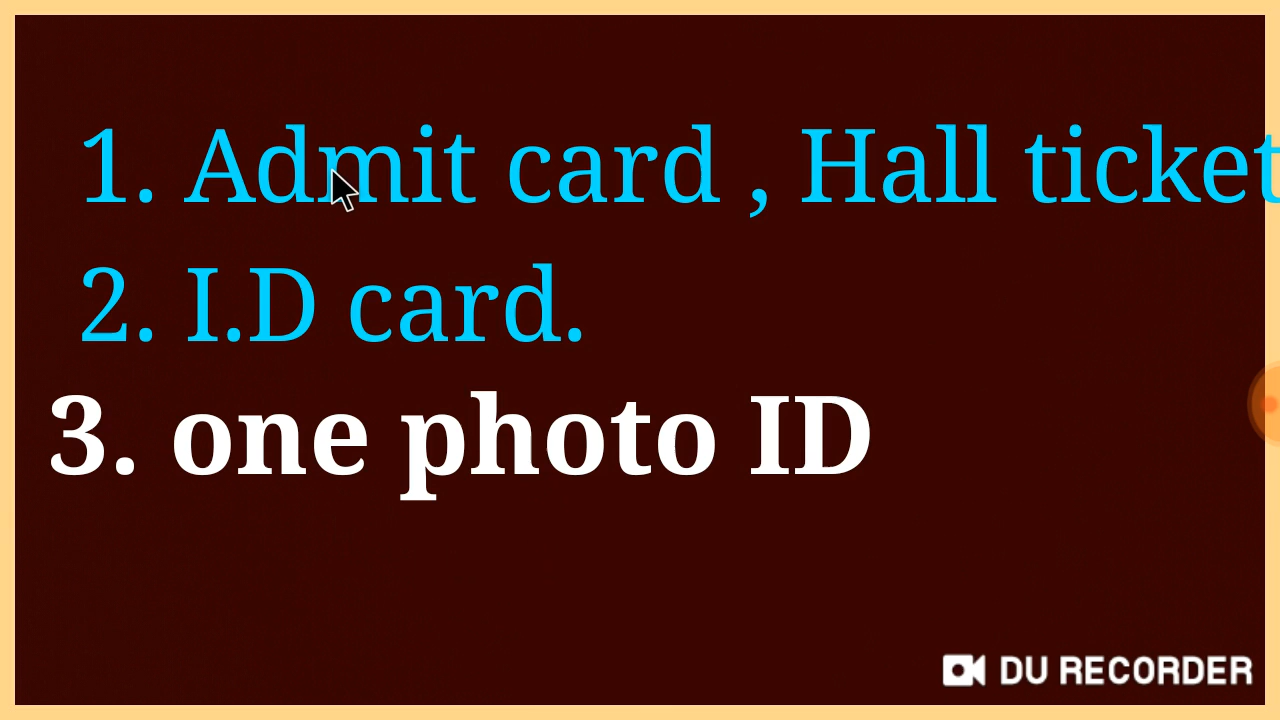 1. Admit card , Hall ticket
2. I.D card.
3. one photo ID
DU RECORDER